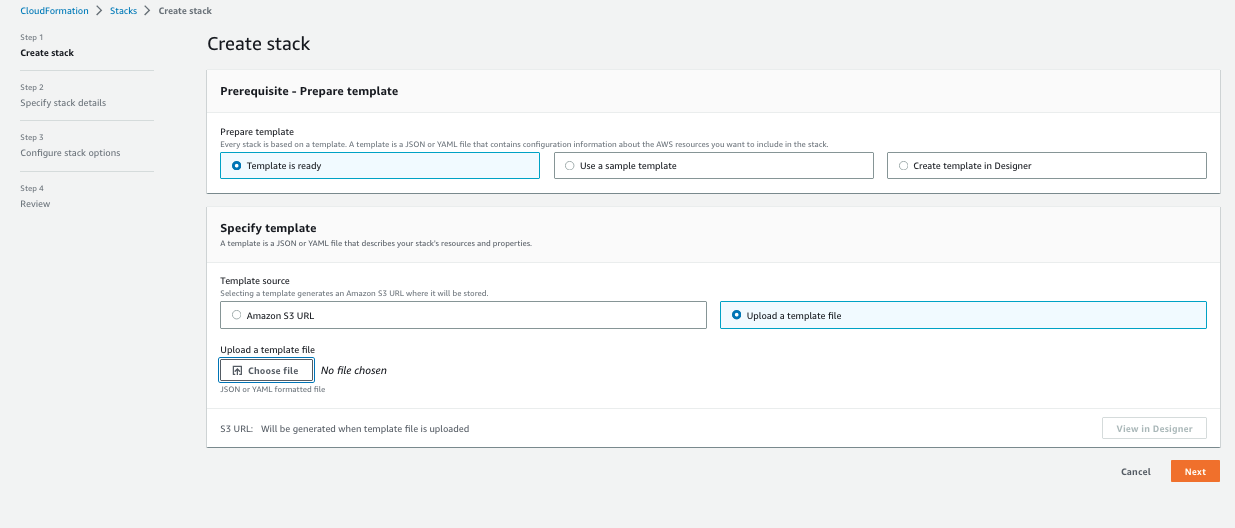 CloudFormation > Stacks > Create stack
Step 1
Create stack
Step 2
Specify stack details
Step 3
Configure stack options
Step 4
Review
Create stack
Prerequisite - Prepare template
Prepare template
Every stack is based on a template. A template is a JSON or YAML file that contains configuration information about the AWS resources you want to include in the stack.
Template is ready
Use a sample template
Create template in Designer
Specify template
A template is a JSON or YAML file that describes your stack's resources and properties.
Template source
Selecting a template generates an Amazon S3 URL where it will be stored.
Amazon S3 URL
Upload a template file
Upload a template file
Choose file No file chosen
JSON or YAML formatted file
S3 URL: Will be generated when template file is uploaded
View in Designer
Cancel Next